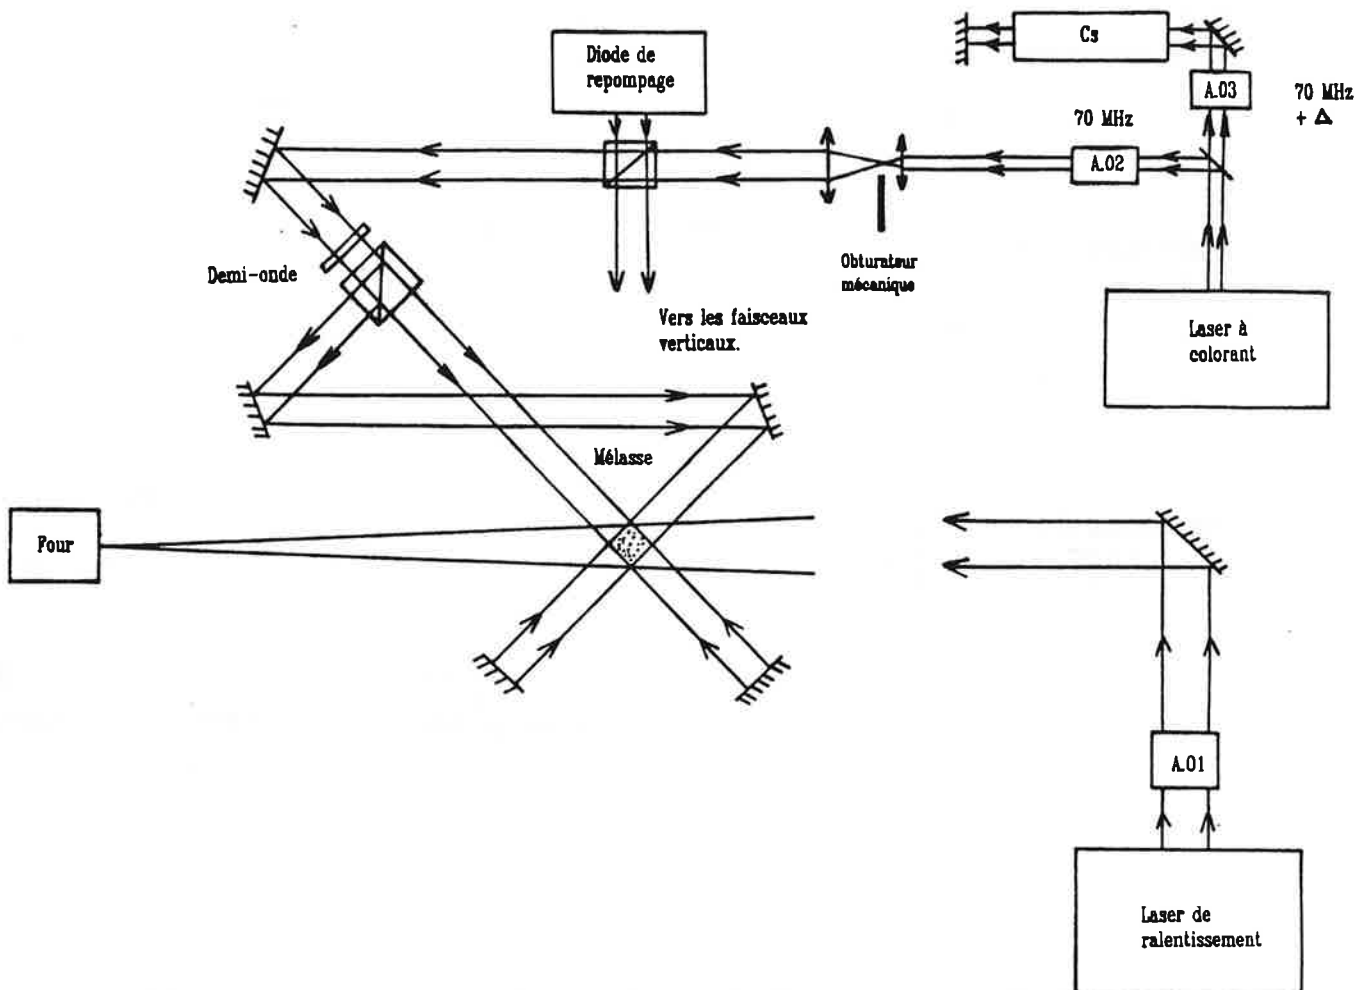 Diode de
repompage
Cs
A.03
70 MHz
+ Δ
70 MHz
A.02
Demi-onde
Obturateur
mécanique
Vers les faisceaux
verticaux.
Laser à
colorant
Mélasse
Four
A.01
Laser de
ralentissement